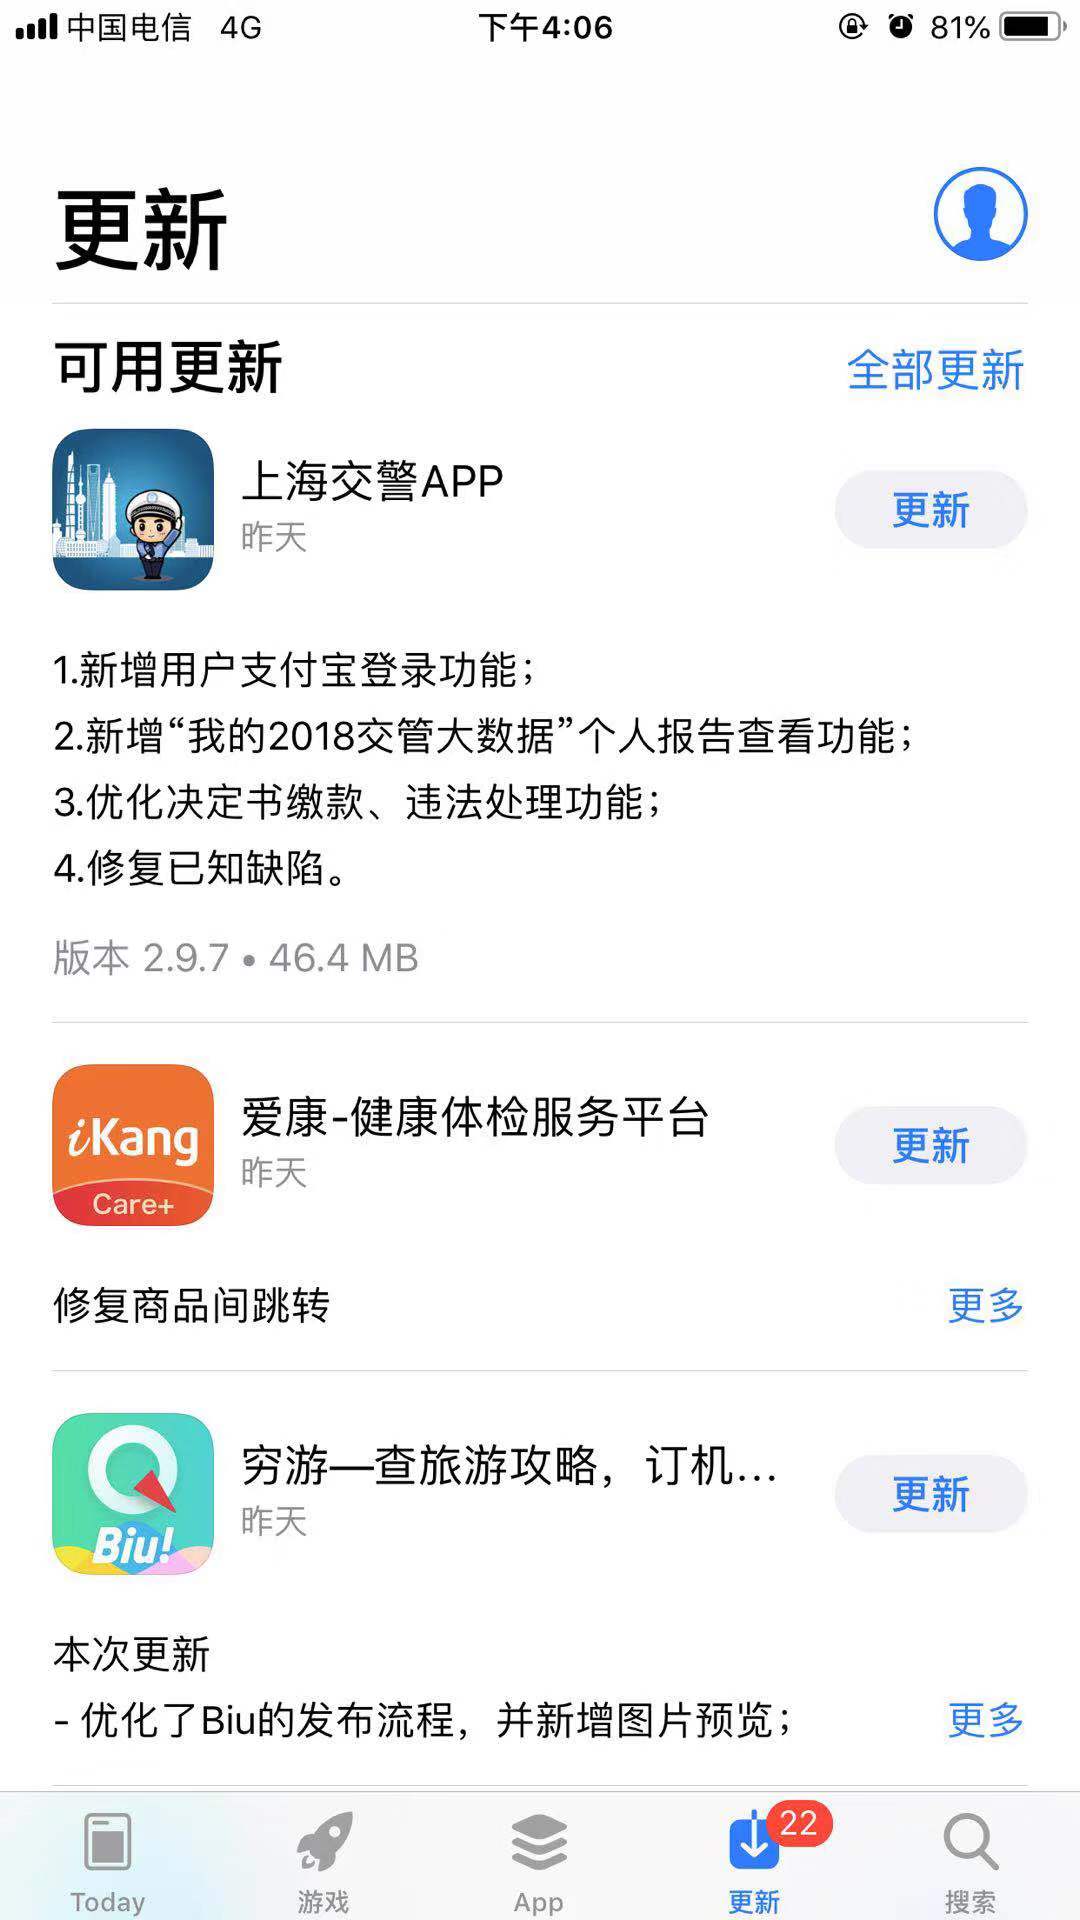 中国电信 4G 下午4:06 81%
更新
可用更新 全部更新
上海交警APP
昨天
更新
1.新增用户支付宝登录功能；
2.新增“我的2018交管大数据”个人报告查看功能；
3.优化决定书缴款、违法处理功能；
4.修复已知缺陷。
版本 2.9.7 • 46.4 MB
iKang
Care+
爱康-健康体检服务平台
昨天
更新
修复商品间跳转 更多
Biu!
穷游—查旅游攻略，订机...
昨天
更新
本次更新
- 优化了Biu的发布流程，并新增图片预览； 更多
22
Today 游戏 App 更新 搜索